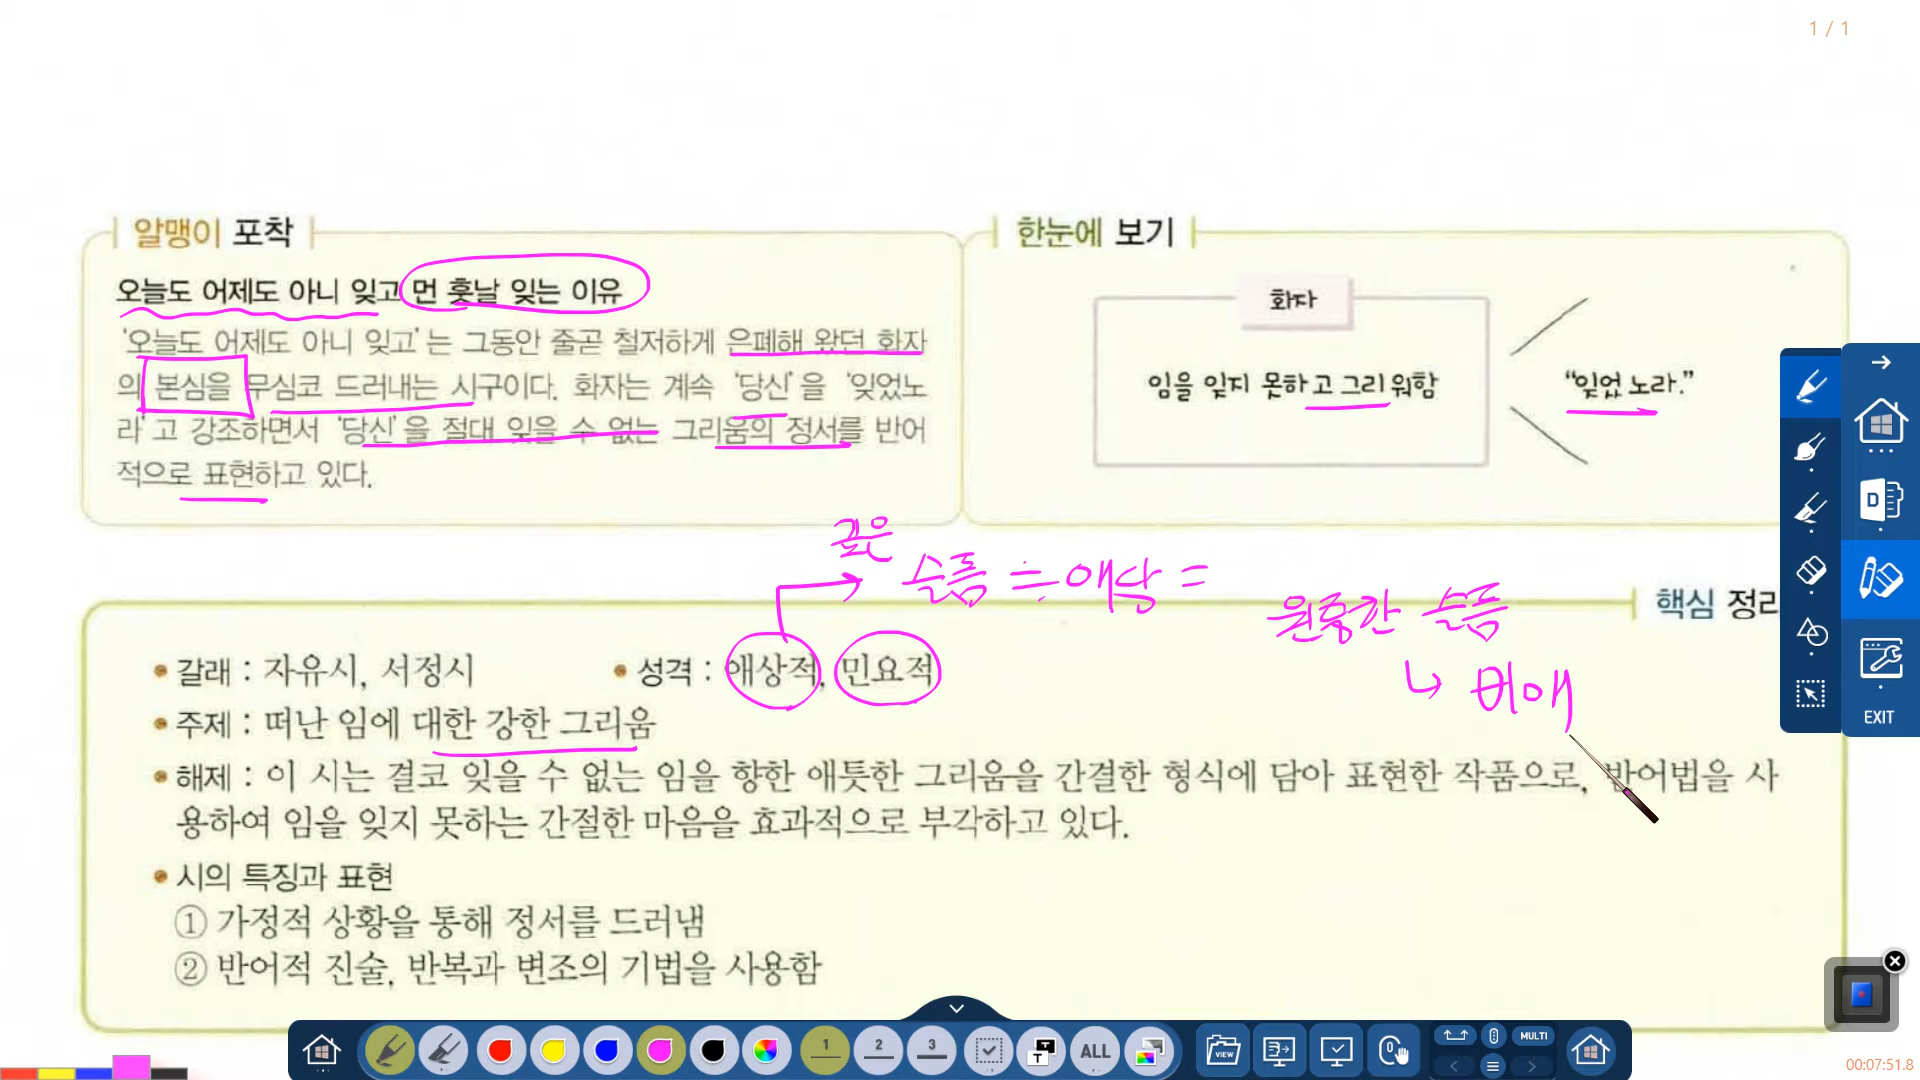 1 / 1
알맹이 포착
오늘도 어제도 아니 잊고 먼 훗날 잊는 이유
'오늘도 어제도 아니 잊고'는 그동안 줄곧 철저하게 은폐해 왔던 화자
의 본심을 무심코 드러내는 시구이다. 화자는 계속 '당신'을 '잊었노
라'고 강조하면서 '당신'을 절대 잊을 수 없는 그리움의 정서를 반어
적으로 표현하고 있다.
한눈에 보기
화자
임을 잊지 못하고 그리워함
"잊었노라."
깊은
슬픔 ≒ 애상 =
슬픔
핵심 정리
갈래 : 자유시, 서정시
성격 : 애상적, 민요적
주제 : 떠난 임에 대한 강한 그리움
해제 : 이 시는 결코 잊을 수 없는 임을 향한 애틋한 그리움을 간결한 형식에 담아 표현한 작품으로, 반어법을 사
용하여 임을 잊지 못하는 간절한 마음을 효과적으로 부각하고 있다.
시의 특징과 표현
① 가정적 상황을 통해 정서를 드러냄
② 반어적 진술, 반복과 변조의 기법을 사용함
EXIT
1
2
3
T
T
ALL
VIEW
MULTI
00:07:51.8